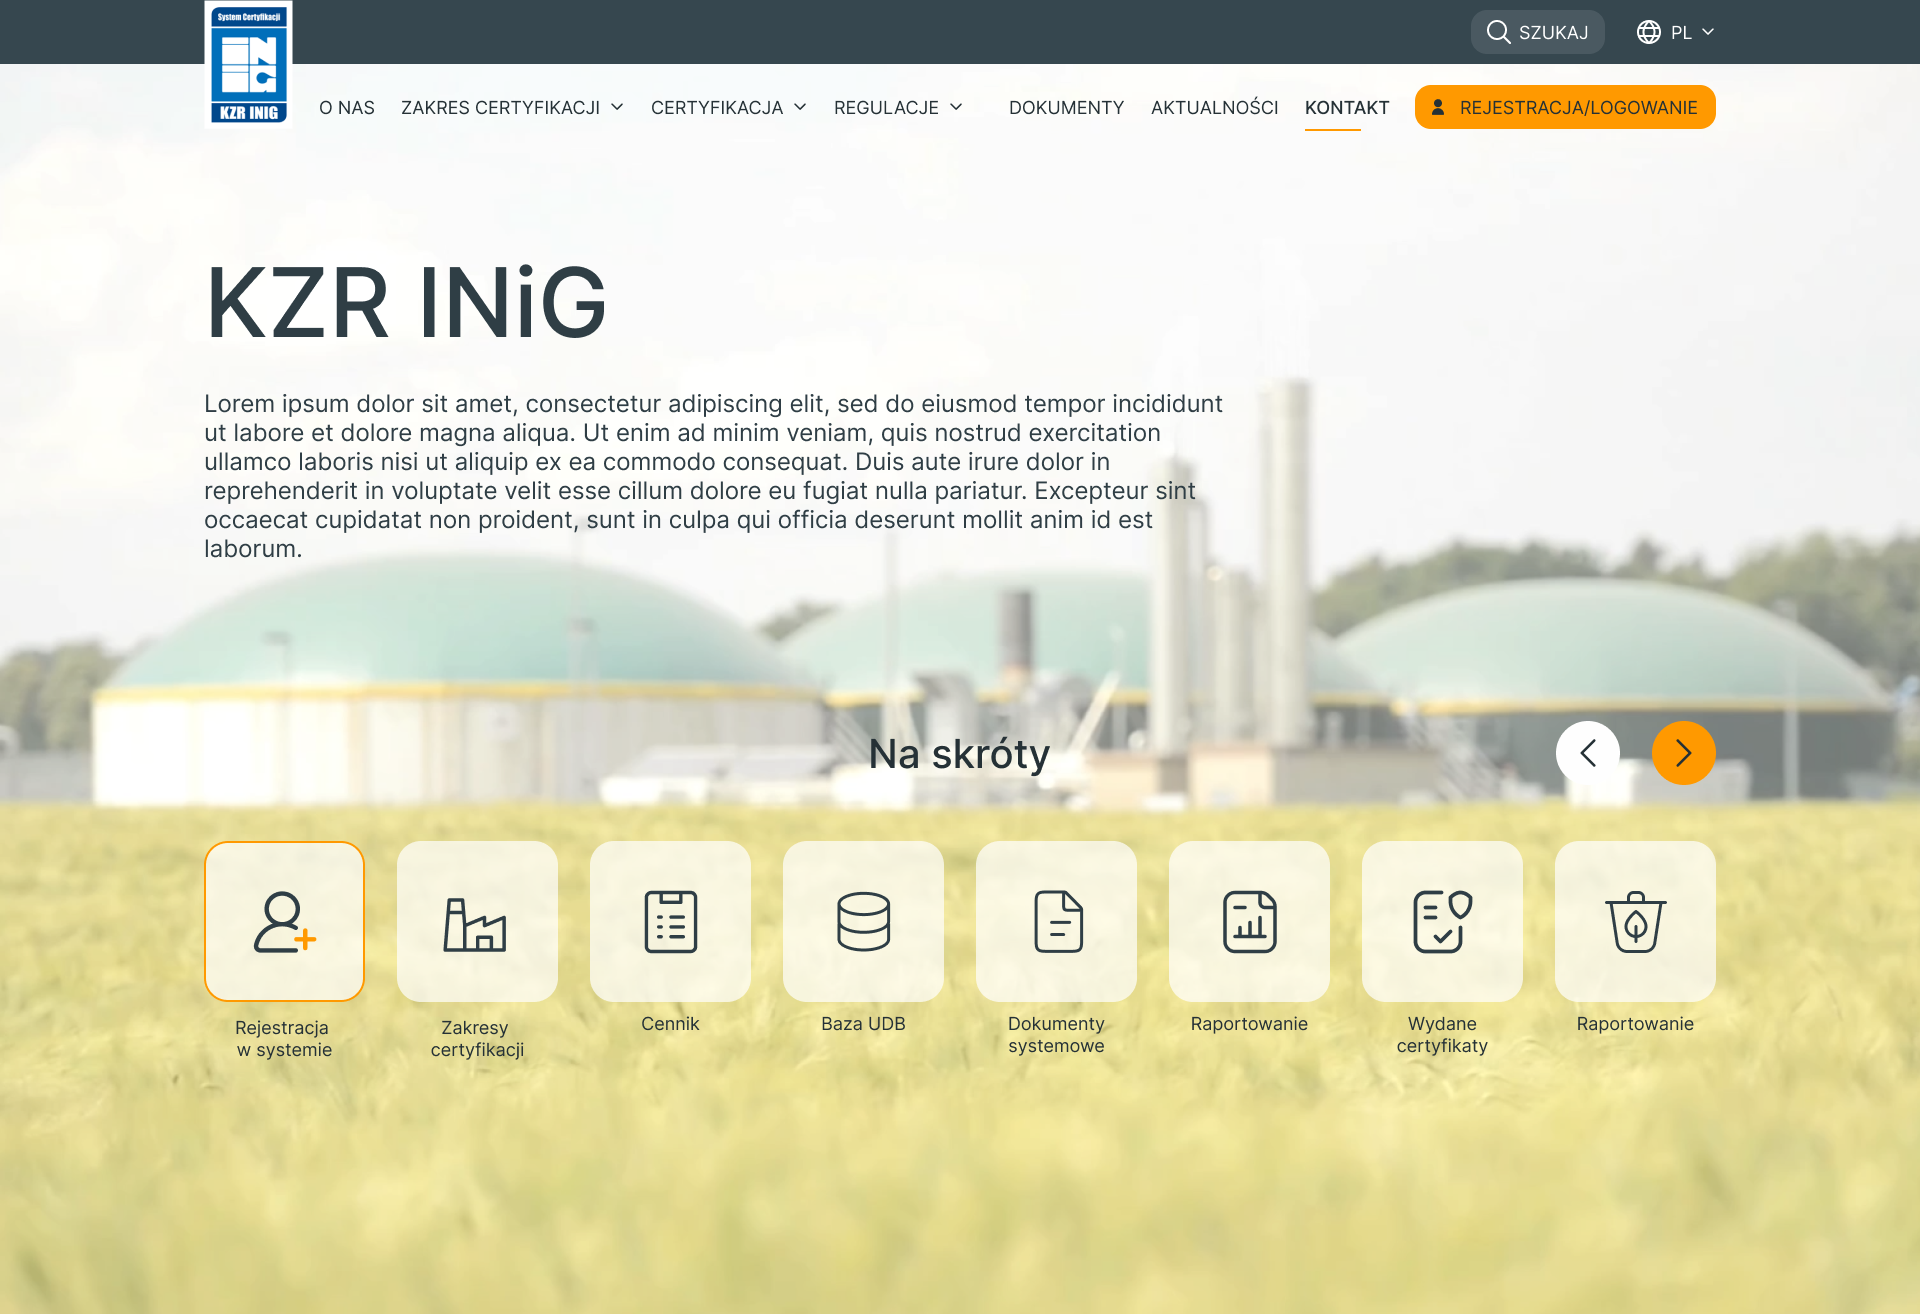 System Certyfikacji
KZR INIG
SZUKAJ
PL
O NAS
ZAKRES CERTYFIKACJI
CERTYFIKACJA
REGULACJE
DOKUMENTY
AKTUALNOŚCI
KONTAKT
REJESTRACJA/LOGOWANIE
KZR INiG
Lorem ipsum dolor sit amet, consectetur adipiscing elit, sed do eiusmod tempor incididunt
ut labore et dolore magna aliqua. Ut enim ad minim veniam, quis nostrud exercitation
ullamco laboris nisi ut aliquip ex ea commodo consequat. Duis aute irure dolor in
reprehenderit in voluptate velit esse cillum dolore eu fugiat nulla pariatur. Excepteur sint
occaecat cupidatat non proident, sunt in culpa qui officia deserunt mollit anim id est
laborum.
Na skróty
Rejestracja
w systemie
Zakresy
certyfikacji
Cennik
Baza UDB
Dokumenty
systemowe
Raportowanie
Wydane
certyfikaty
Raportowanie